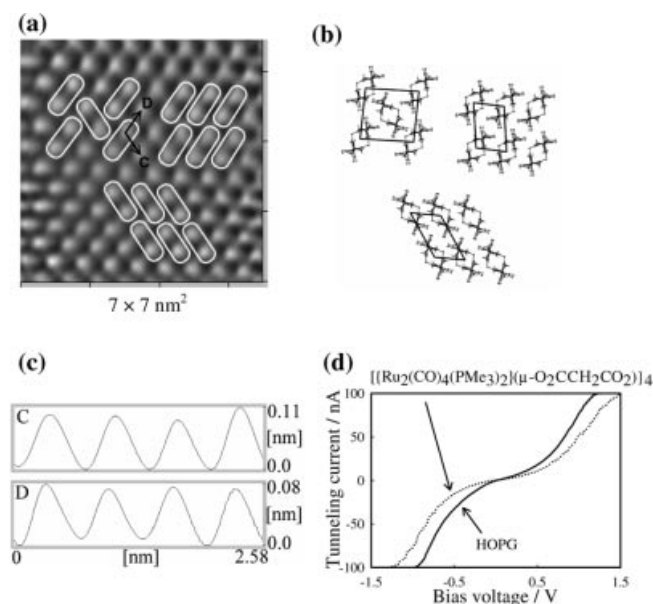 (a)
D
C
7 × 7 nm²
(b)
(c)
C
0.11
[nm]
0.0
D
0.08
[nm]
0.0
0
[nm]
2.58
(d)
[{Ru2(CO)4(PMe3)2}(μ-O2CCH2CO2)]4
Tunneling current / nA
100
50
0
-50
-100
HOPG
-1.5
-0.5
0.5
1.5
Bias voltage / V